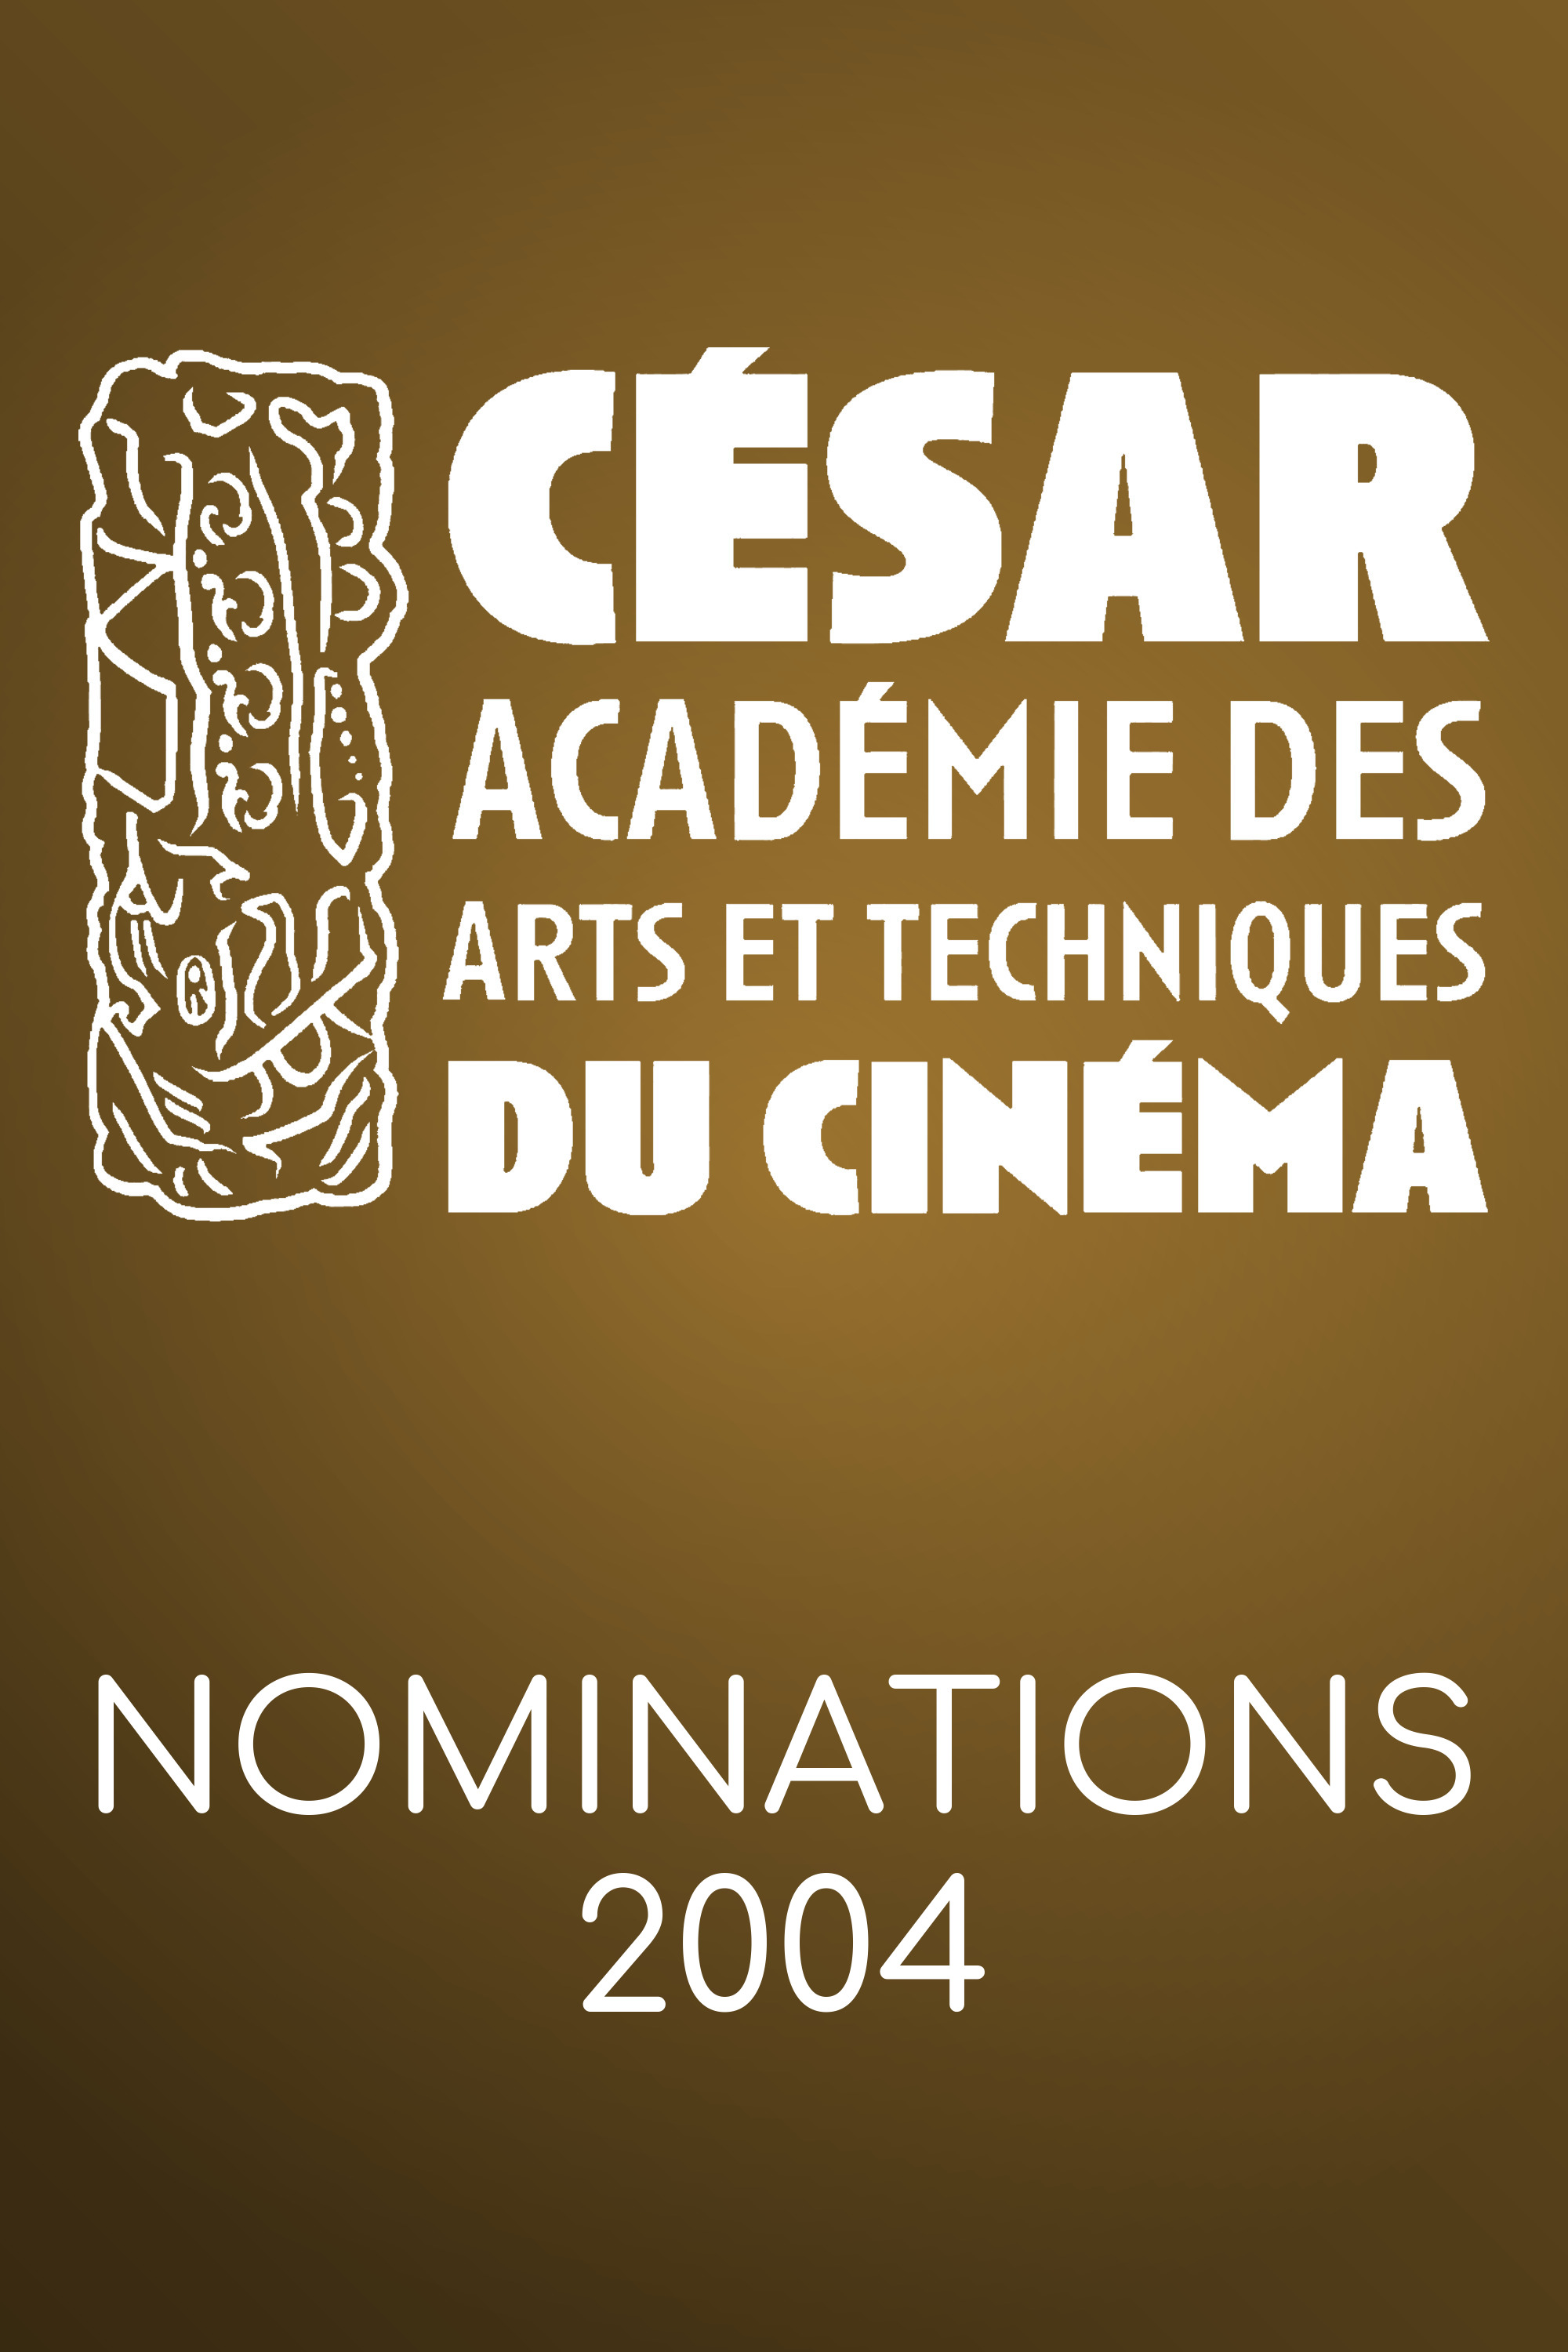 CÉSAR
ACADÉMIE DES
ARTS ET TECHNIQUES
DU CINÉMA
NOMINATIONS
2004